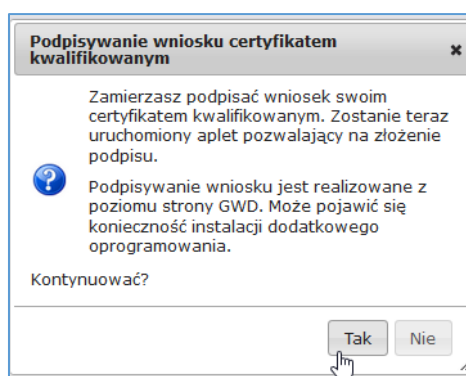 Podpisywanie wniosku certyfikatem
kwalifikowanym
Zamierzasz podpisać wniosek swoim
certyfikatem kwalifikowanym. Zostanie teraz
uruchomiony aplet pozwalający na złożenie
podpisu.
Podpisywanie wniosku jest realizowane z
poziomu strony GWD. Może pojawić się
konieczność instalacji dodatkowego
oprogramowania.
Kontynuować?
Tak Nie